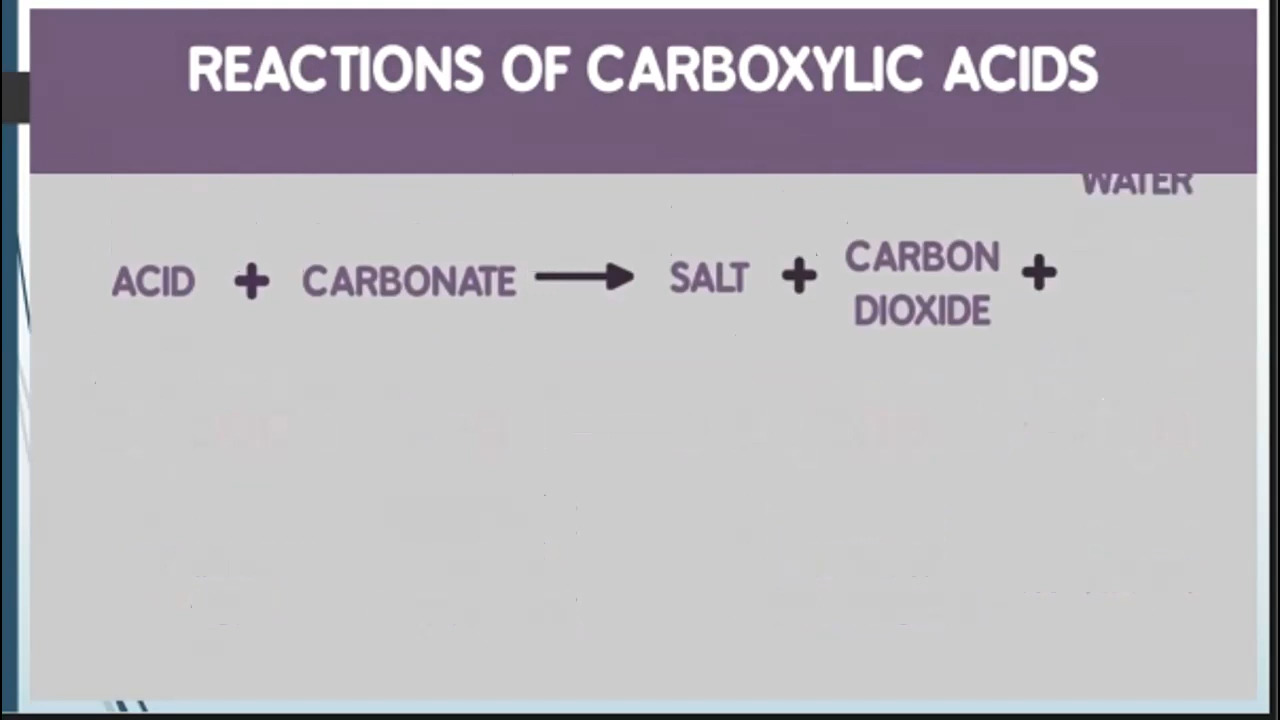 REACTIONS OF CARBOXYLIC ACIDS
ACID + CARBONATE → SALT + CARBON DIOXIDE + WATER